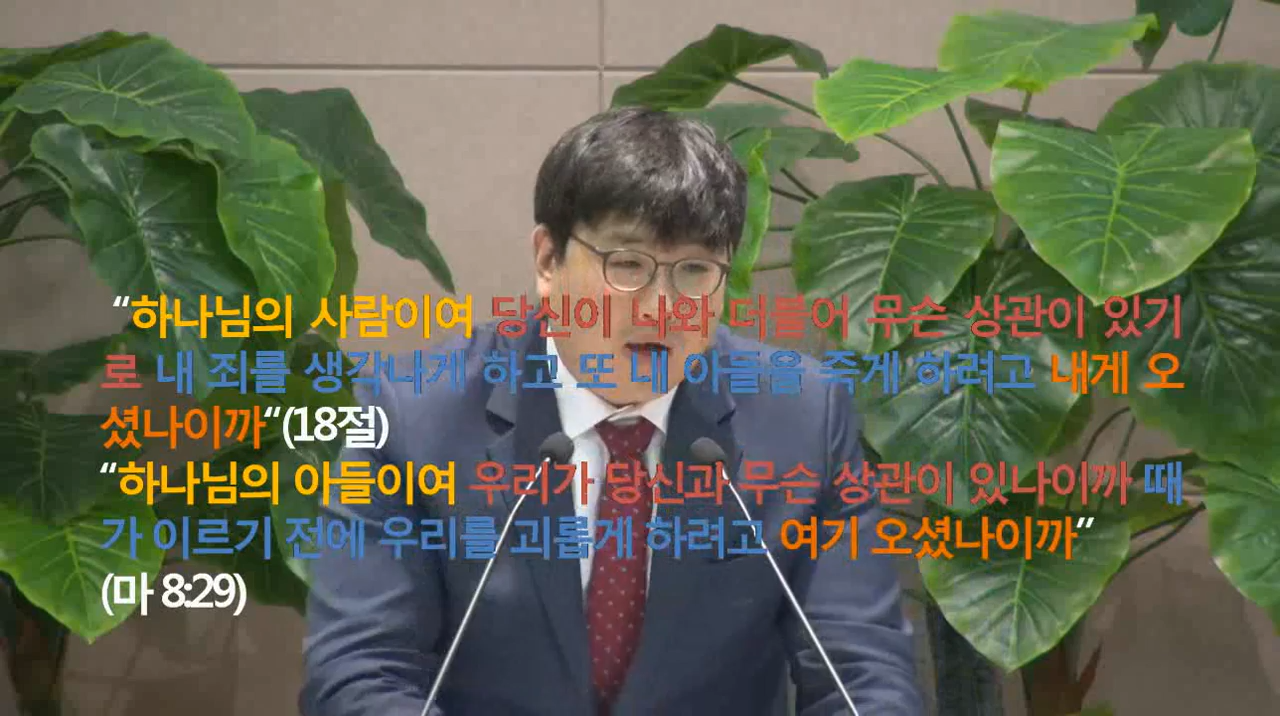 “하나님의 사람이여 당신이 나와 더불어 무슨 상관이 있기
로 내 죄를 생각나게 하고 또 내 아들을 죽게 하려고 내게 오
셨나이까“(18절)
“하나님의 아들이여 우리가 당신과 무슨 상관이 있나이까 때
가 이르기 전에 우리를 괴롭게 하려고 여기 오셨나이까”
(마 8:29)